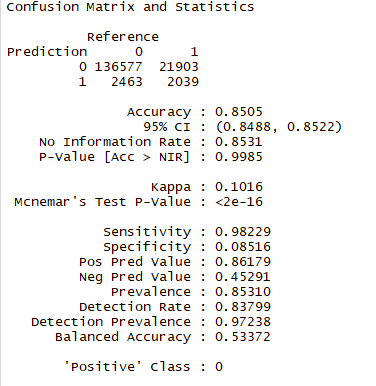 Confusion Matrix and Statistics
Reference
Prediction 0 1
0 136577 21903
1 2463 2039
Accuracy : 0.8505
95% CI : (0.8488, 0.8522)
No Information Rate : 0.8531
P-Value [Acc > NIR] : 0.9985
Kappa : 0.1016
Mcnemar's Test P-Value : <2e-16
Sensitivity : 0.98229
Specificity : 0.08516
Pos Pred Value : 0.86179
Neg Pred Value : 0.45291
Prevalence : 0.85310
Detection Rate : 0.83799
Detection Prevalence : 0.97238
Balanced Accuracy : 0.53372
'Positive' Class : 0